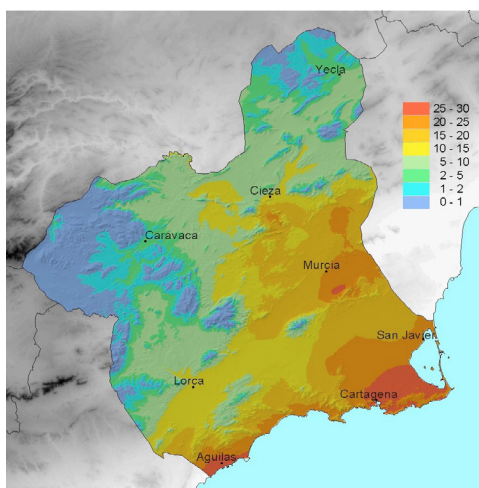 Yecla
25 - 30
20 - 25
15 - 20
10 - 15
5 - 10
2 - 5
1 - 2
0 - 1
Cieza
Caravaca
Murcia
San Javier
Lorca
Cartagena
Aguilas